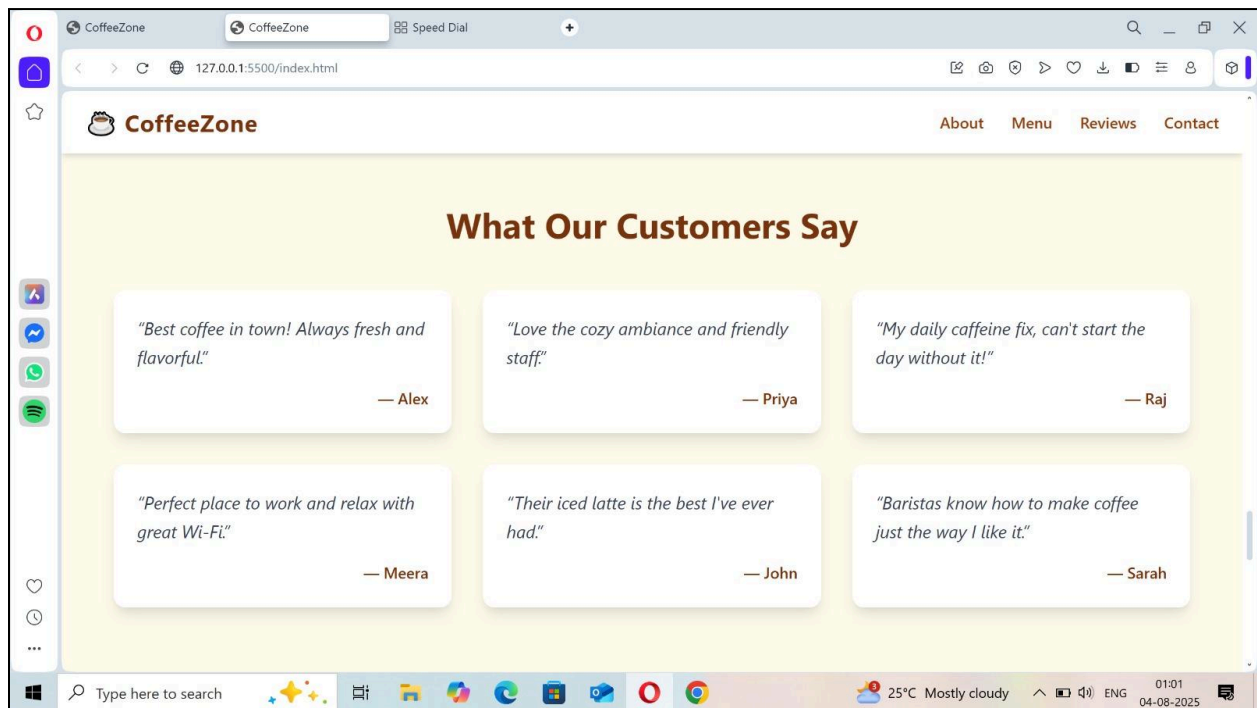 CoffeeZone
CoffeeZone
Speed Dial
127.0.0.1:5500/index.html
CoffeeZone
About
Menu
Reviews
Contact
What Our Customers Say
“Best coffee in town! Always fresh and
flavorful.”
— Alex
“Love the cozy ambiance and friendly
staff.”
— Priya
“My daily caffeine fix, can't start the
day without it!”
— Raj
“Perfect place to work and relax with
great Wi-Fi.”
— Meera
“Their iced latte is the best I've ever
had.”
— John
“Baristas know how to make coffee
just the way I like it.”
— Sarah
Type here to search
25°C Mostly cloudy
ENG
01:01
04-08-2025